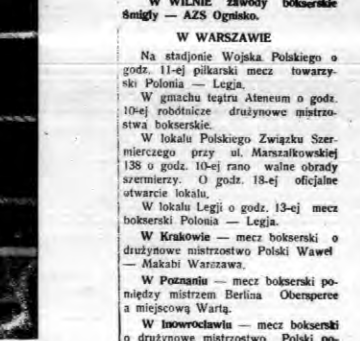 W WILNIE zawody bokserskie
Śmigły — AZS Ognisko.
W WARSZAWIE
Na stadjonie Wojska Polskiego o
godz. 11-ej piłkarski mecz towarzy-
ski Polonia — Legja.
W gmachu teatru Ateneum o godz.
10-ej robotnicze drużynowe mistrzo-
stwa bokserskie.
W lokalu Polskiego Związku Szer-
mierczego przy ul. Marszałkowskiej
138 o godz. 10-ej rano walne obrady
szermierzy. O godz. 18-ej oficjalne
otwarcie lokalu.
W lokalu Legji o godz. 13-ej mecz
bokserski Polonia — Legja.
W Krakowie — mecz bokserski o
drużynowe mistrzostwo Polski Wawel
— Makabi Warszawa.
W Poznaniu — mecz bokserski po-
między mistrzem Berlina Obersperee
a miejscową Wartą.
W Inowrocławiu — mecz bokserski
o drużynowe mistrzostwo Polski po-